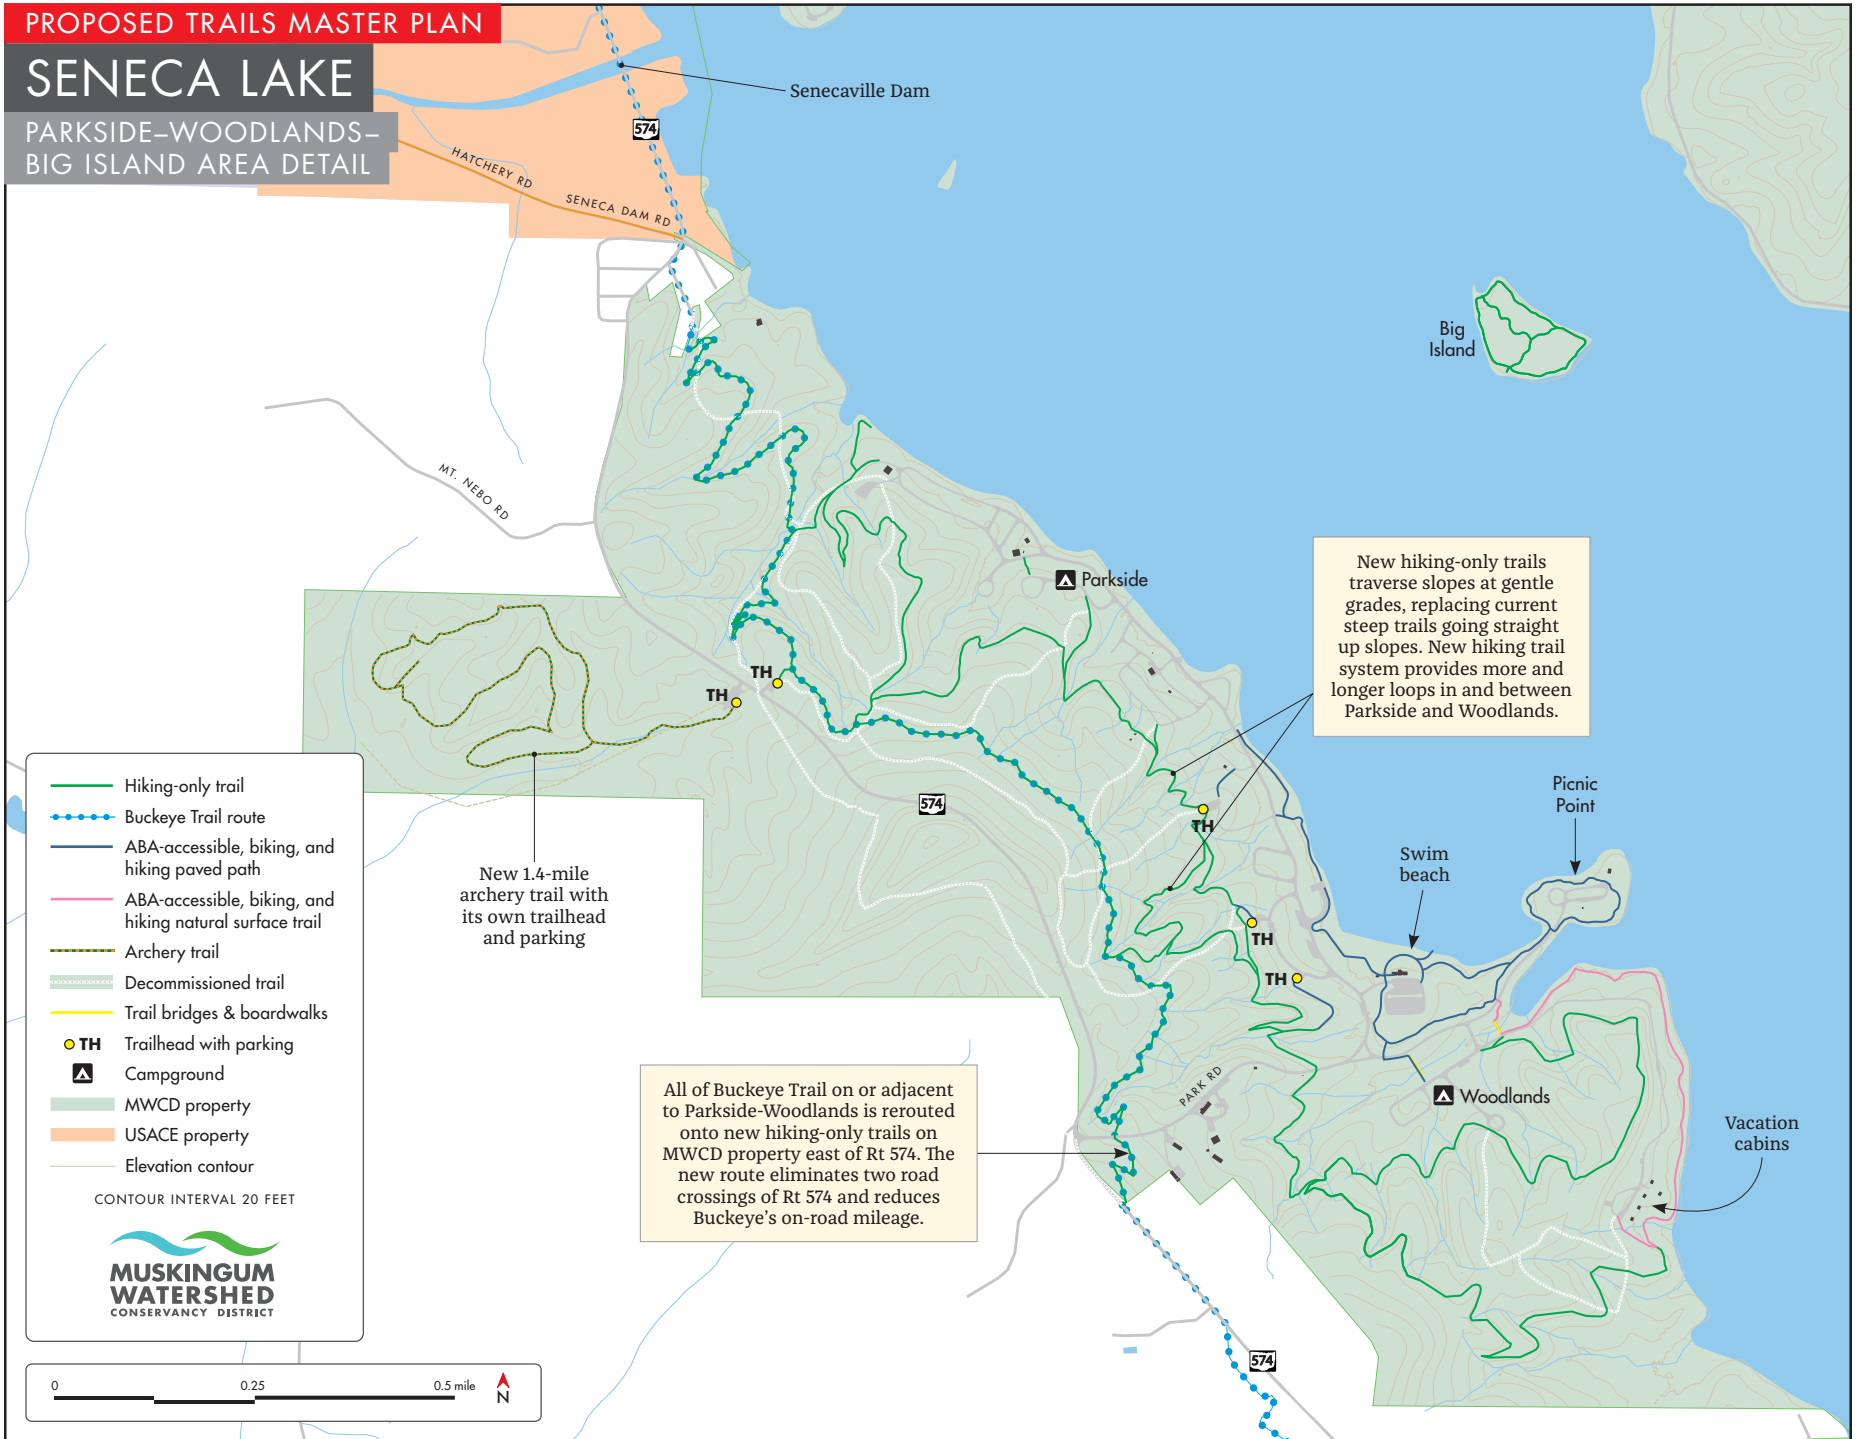 PROPOSED TRAILS MASTER PLAN
SENECA LAKE
PARKSIDE–WOODLANDS–
BIG ISLAND AREA DETAIL
Senecaville Dam
574
HATCHERY RD
SENECA DAM RD
Big
Island
MT. NEBO RD
Parkside
New hiking-only trails
traverse slopes at gentle
grades, replacing current
steep trails going straight
up slopes. New hiking trail
system provides more and
longer loops in and between
Parkside and Woodlands.
TH
TH
574
TH
Picnic
Point
Swim
beach
TH
TH
New 1.4-mile
archery trail with
its own trailhead
and parking
All of Buckeye Trail on or adjacent
to Parkside-Woodlands is rerouted
onto new hiking-only trails on
MWCD property east of Rt 574. The
new route eliminates two road
crossings of Rt 574 and reduces
Buckeye's on-road mileage.
PARK RD
Woodlands
Vacation
cabins
574
Hiking-only trail
Buckeye Trail route
ABA-accessible, biking, and
hiking paved path
ABA-accessible, biking, and
hiking natural surface trail
Archery trail
Decommissioned trail
Trail bridges & boardwalks
TH Trailhead with parking
Campground
MWCD property
USACE property
Elevation contour
CONTOUR INTERVAL 20 FEET
MUSKINGUM
WATERSHED
CONSERVANCY DISTRICT
0 0.25 0.5 mile
N